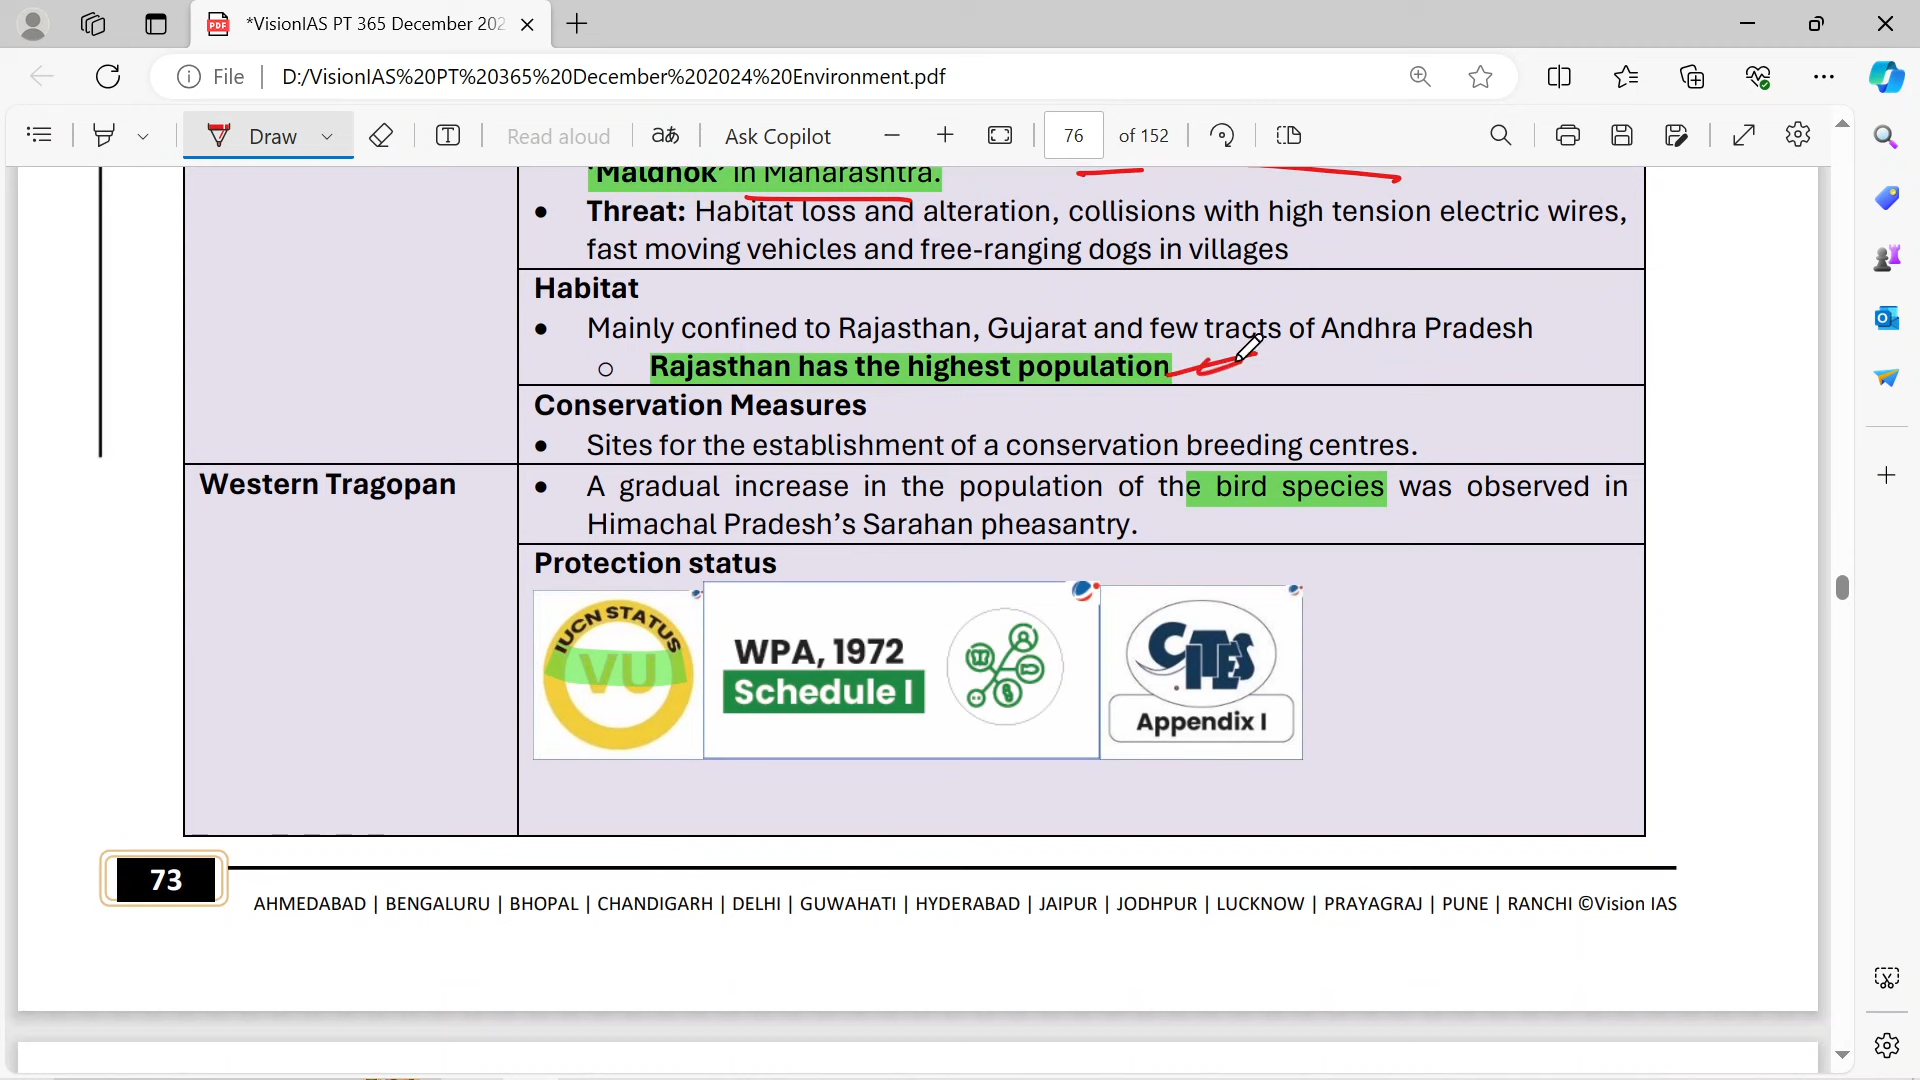 *VisionIAS PT 365 December 202
File
D:/VisionIAS%20PT%20365%20December%202024%20Environment.pdf
Draw
Read aloud
aあ
Ask Copilot
76 of 152
'Maldhok' in Maharashtra.
• Threat: Habitat loss and alteration, collisions with high tension electric wires,
fast moving vehicles and free-ranging dogs in villages
Habitat
• Mainly confined to Rajasthan, Gujarat and few tracts of Andhra Pradesh
o Rajasthan has the highest population
Conservation Measures
• Sites for the establishment of a conservation breeding centres.
Western Tragopan
• A gradual increase in the population of the bird species was observed in
Himachal Pradesh's Sarahan pheasantry.
Protection status
IUCN STATUS
VU
WPA, 1972
Schedule I
CITES
Appendix I
73
AHMEDABAD | BENGALURU | BHOPAL | CHANDIGARH | DELHI | GUWAHATI | HYDERABAD | JAIPUR | JODHPUR | LUCKNOW | PRAYAGRAJ | PUNE | RANCHI ©Vision IAS